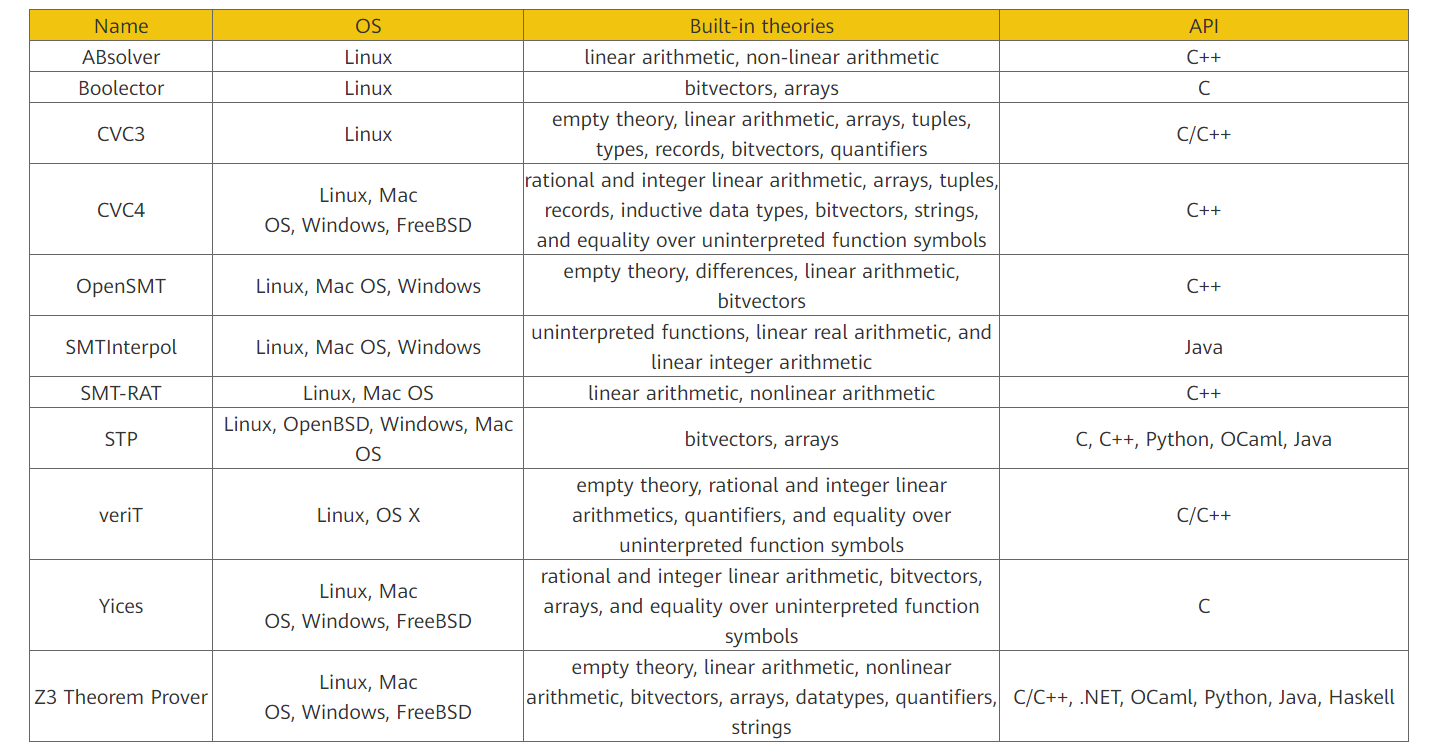 Name OS Built-in theories API
ABsolver Linux linear arithmetic, non-linear arithmetic C++
Boolector Linux bitvectors, arrays C
CVC3 Linux empty theory, linear arithmetic, arrays, tuples,
types, records, bitvectors, quantifiers C/C++
CVC4 Linux, Mac
OS, Windows, FreeBSD rational and integer linear arithmetic, arrays, tuples,
records, inductive data types, bitvectors, strings,
and equality over uninterpreted function symbols C++
OpenSMT Linux, Mac OS, Windows empty theory, differences, linear arithmetic,
bitvectors C++
SMTInterpol Linux, Mac OS, Windows uninterpreted functions, linear real arithmetic, and
linear integer arithmetic Java
SMT-RAT Linux, Mac OS linear arithmetic, nonlinear arithmetic C++
STP Linux, OpenBSD, Windows, Mac
OS bitvectors, arrays C, C++, Python, OCaml, Java
veriT Linux, OS X empty theory, rational and integer linear
arithmetics, quantifiers, and equality over
uninterpreted function symbols C/C++
Yices Linux, Mac
OS, Windows, FreeBSD rational and integer linear arithmetic, bitvectors,
arrays, and equality over uninterpreted function
symbols C
Z3 Theorem Prover Linux, Mac
OS, Windows, FreeBSD empty theory, linear arithmetic, nonlinear
arithmetic, bitvectors, arrays, datatypes, quantifiers,
strings C/C++, .NET, OCaml, Python, Java, Haskell